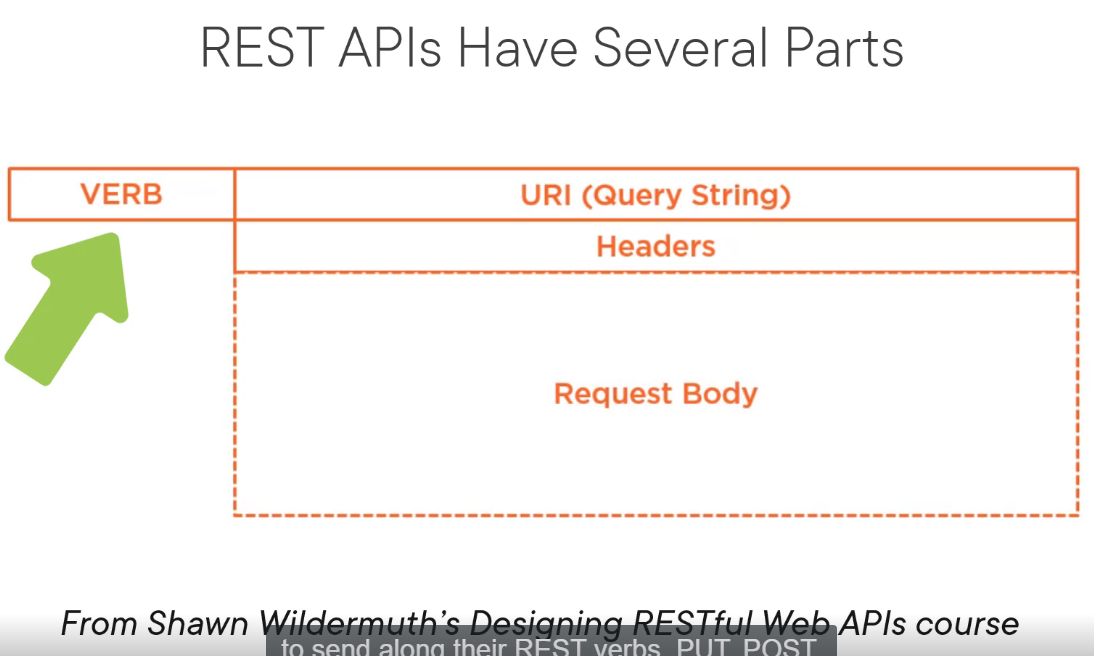 REST APIs Have Several Parts
VERB
URI (Query String)
Headers
Request Body
From Shawn Wildermuth's Designing RESTful Web APIs course
to send along their REST verbs, PUT, POST,